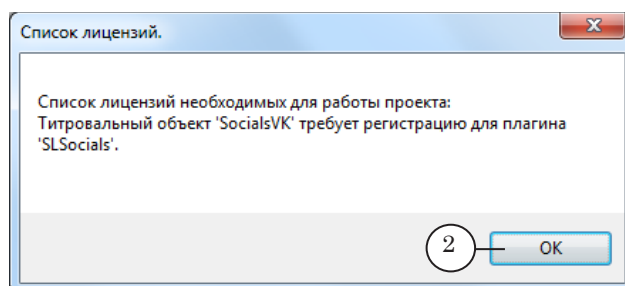 Список лицензий.
Список лицензий необходимых для работы проекта:
Титровальный объект 'SocialsVK' требует регистрацию для плагина
'SLSocials'.
2
OK